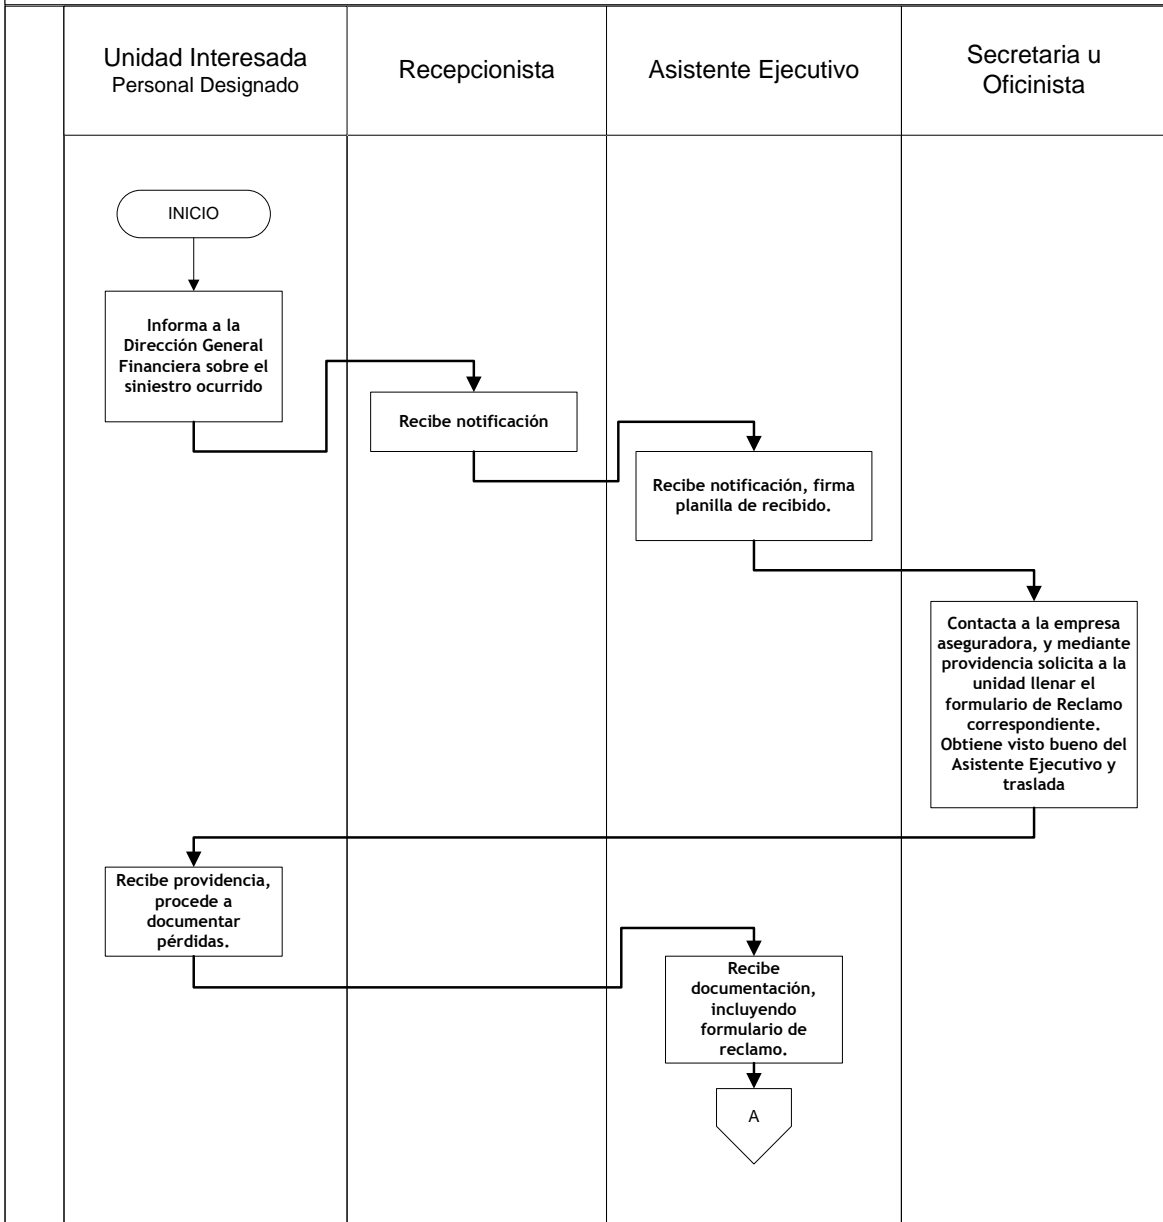 Unidad Interesada
Personal Designado
Recepcionista
Asistente Ejecutivo
Secretaria u
Oficinista
INICIO
Informa a la
Dirección General
Financiera sobre el
siniestro ocurrido
Recibe notificación
Recibe notificación, firma
planilla de recibido.
Contacta a la empresa
aseguradora, y mediante
providencia solicita a la
unidad llenar el
formulario de Reclamo
correspondiente.
Obtiene visto bueno del
Asistente Ejecutivo y
traslada
Recibe providencia,
procede a
documentar
pérdidas.
Recibe
documentación,
incluyendo
formulario de
reclamo.
A